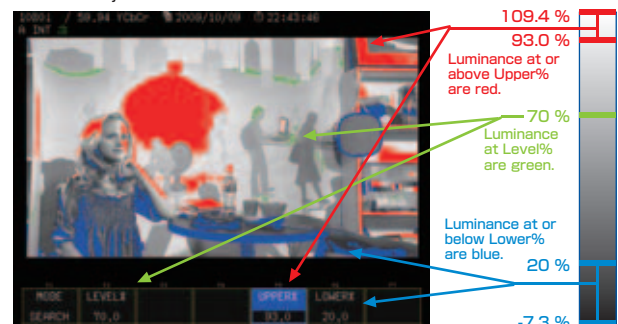 1080i / 59.94 YCbCr 2009/10/09 22:43:46
A INT
109.4 %
93.0 %
Luminance at or
above Upper%
are red.
70 %
Luminance
at Level%
are green.
Luminance at or
below Lower%
are blue.
20 %
-7.3 %
MODE LEVEL% UPPER% LOWER%
SEARCH 70.0 93.0 20.0